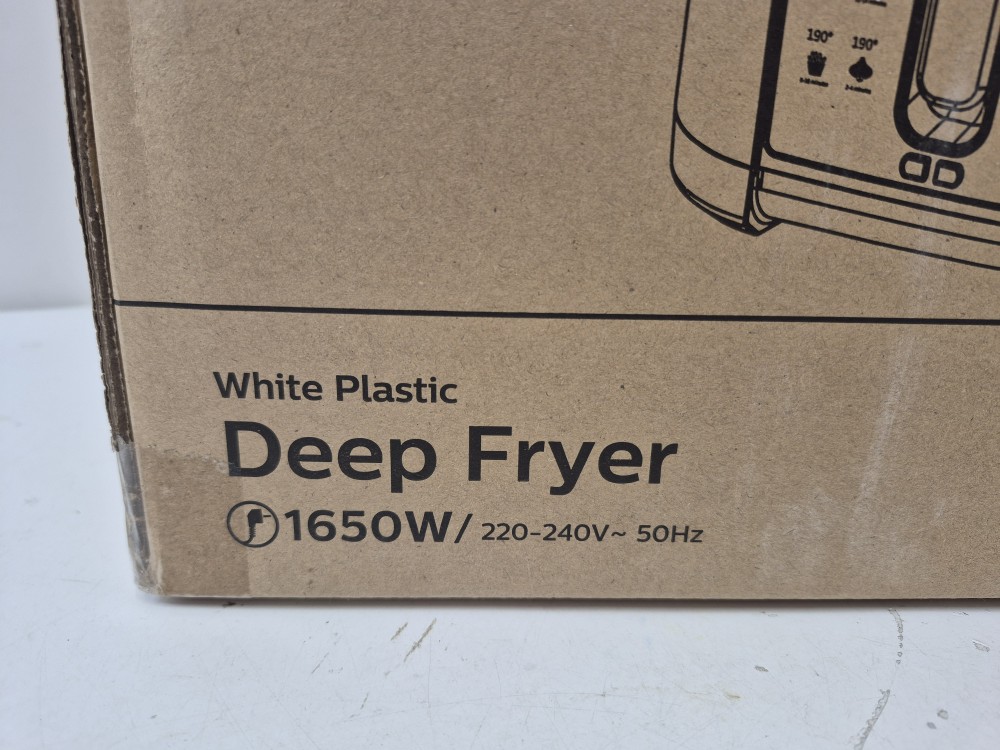 190° 190°
White Plastic
Deep Fryer
1650W/ 220-240V~ 50Hz